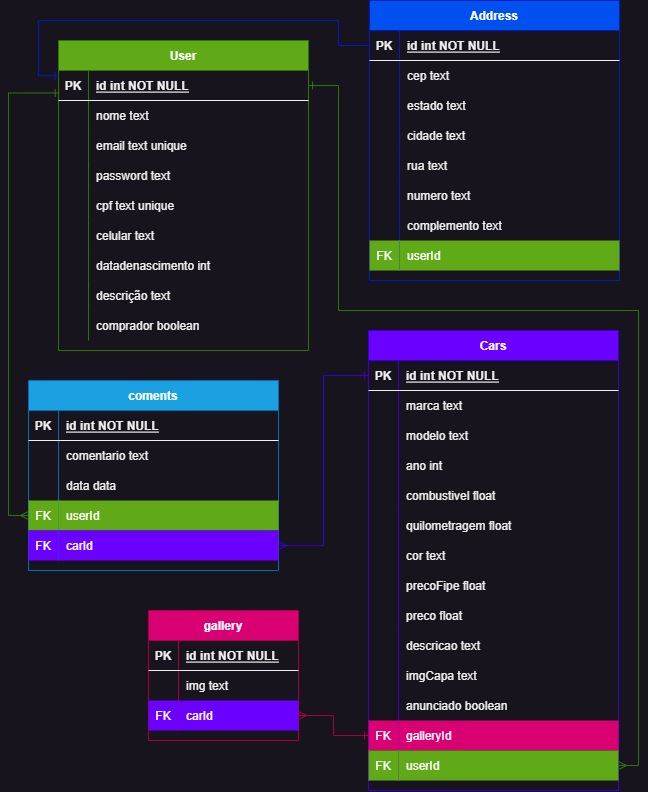 Address
PK id int NOT NULL
cep text
estado text
cidade text
rua text
numero text
complemento text
FK userId
User
PK id int NOT NULL
nome text
email text unique
password text
cpf text unique
celular text
datadenascimento int
descrição text
comprador boolean
coments
PK id int NOT NULL
comentario text
data data
FK userId
FK carId
gallery
PK id int NOT NULL
img text
FK carId
Cars
PK id int NOT NULL
marca text
modelo text
ano int
combustivel float
quilometragem float
cor text
precoFipe float
preco float
descricao text
imgCapa text
anunciado boolean
FK galleryId
FK userId